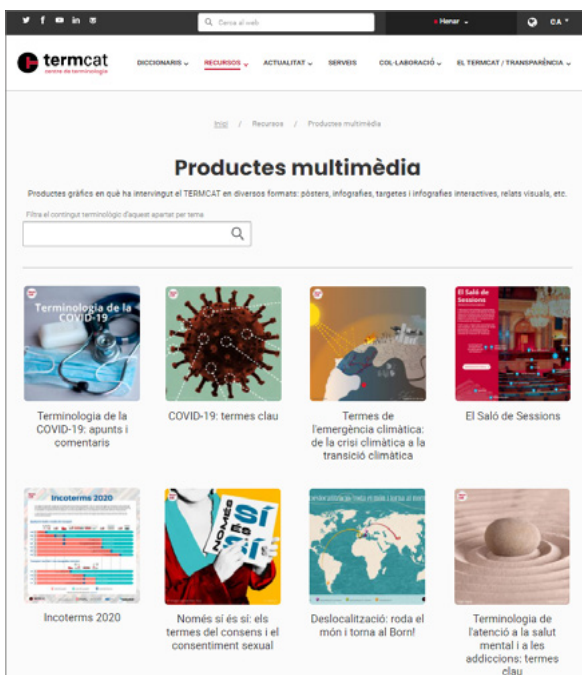 Cerca al web
Henar
CA
termcat
centre de terminologia
DICCIONARIS
RECURSOS
ACTUALITAT
SERVEIS
COL·LABORACIÓ
EL TERMCAT / TRANSPARÈNCIA
Inici / Recursos / Productes multimèdia
Productes multimèdia
Productes gràfics en què ha intervingut el TERMCAT en diversos formats: pòsters, infografies, targetes i infografies interactives, relats visuals, etc.
Filtra el contingut terminològic d'aquest apartat per tema
Terminologia de la
COVID-19
El Saló de
Sessions
Terminologia de la
COVID-19: apunts i
comentaris
COVID-19: termes clau
Termes de
l'emergència climàtica:
de la crisi climàtica a la
transició climàtica
El Saló de Sessions
Incoterms 2020
NOMÉS
SÍ
ÉS
SÍ
Incoterms 2020
Només sí és sí: els
termes del consens i el
consentiment sexual
Deslocalització: roda el
món i torna al Born!
Terminologia de
l'atenció a la salut
mental i a les
addiccions: termes
clau